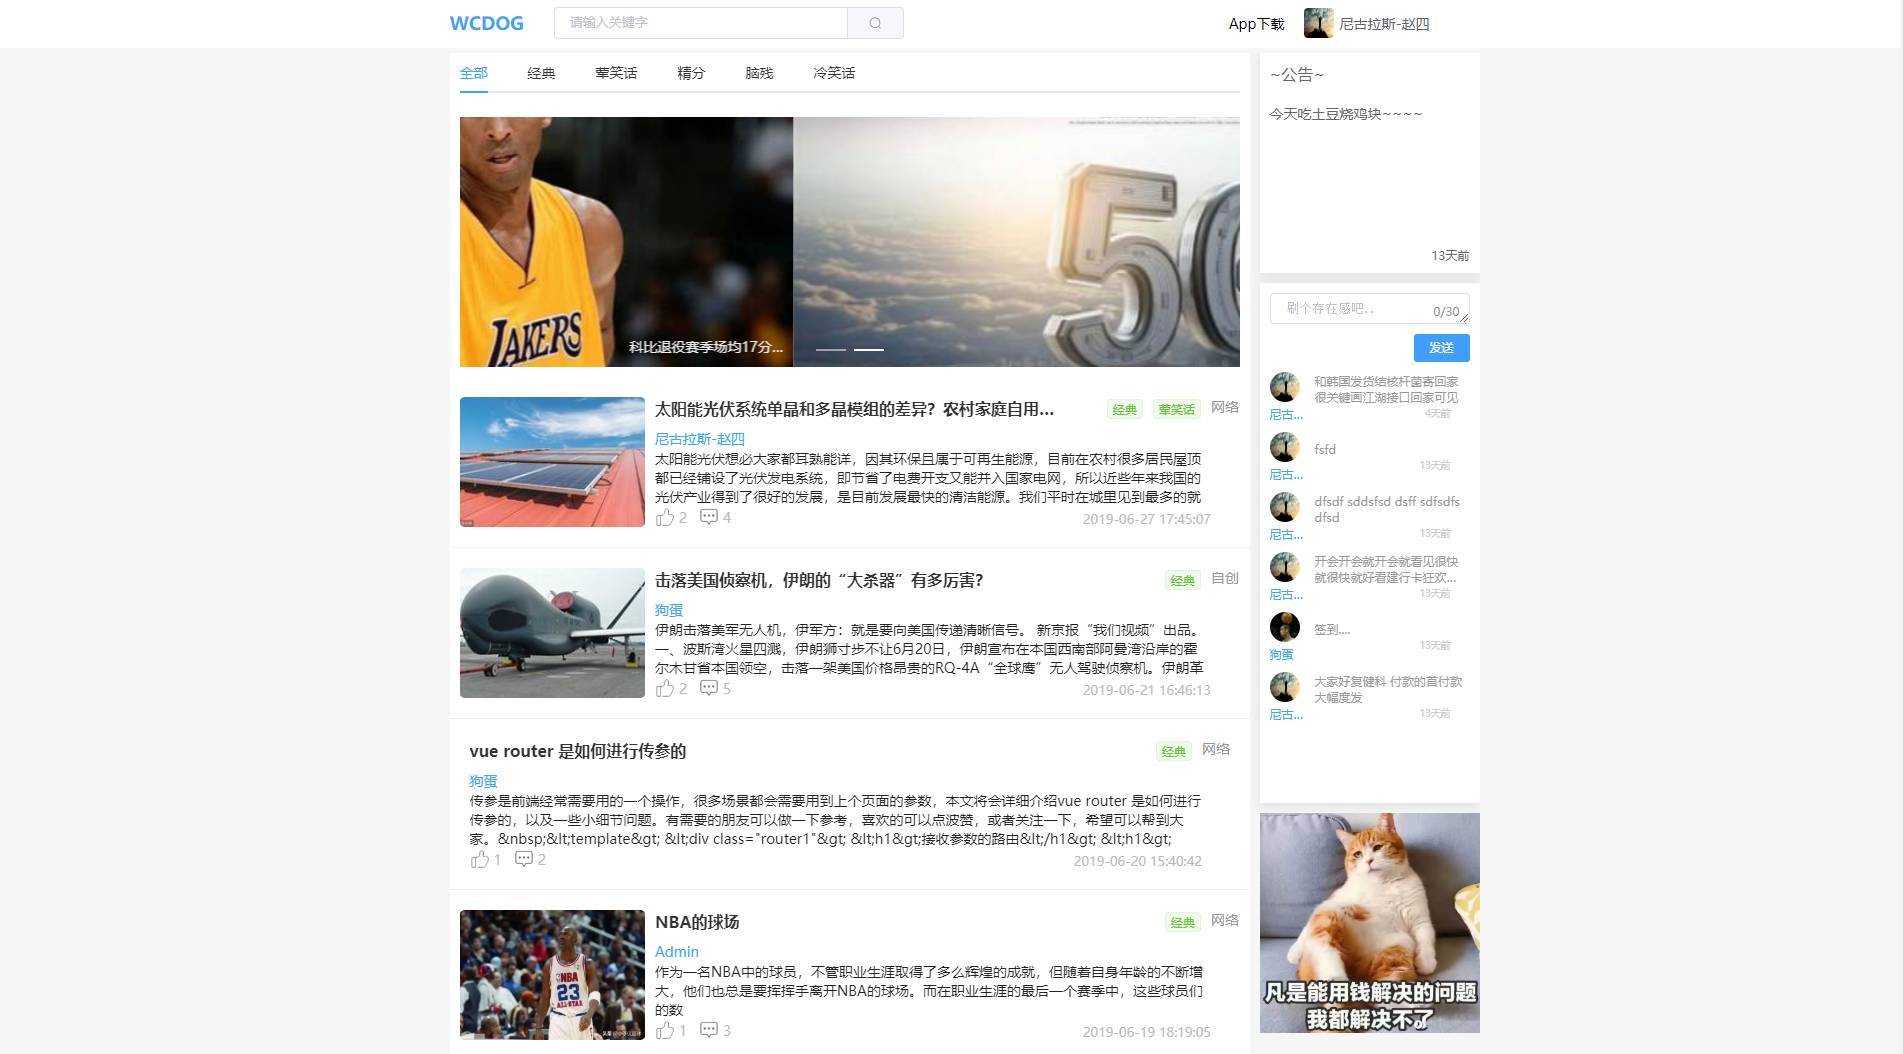 WCDOG
请输入关键字
App下载
尼古拉斯-赵四
全部 经典 荤笑话 精分 脑残 冷笑话
LAKERS
科比退役赛季场均17分...
50
太阳能光伏系统单晶和多晶模组的差异？农村家庭自用...
经典 荤笑话 网络
尼古拉斯-赵四
太阳能光伏想必大家都耳熟能详，因其环保且属于可再生能源，目前在农村很多居民屋顶
都已经铺设了光伏发电系统，即节省了电费开支又能并入国家电网，所以近些年来我国的
光伏产业得到了很好的发展，是目前发展最快的清洁能源。我们平时在城里见到最多的就
2 4 2019-06-27 17:45:07
击落美国侦察机，伊朗的“大杀器”有多厉害？
经典 自创
狗蛋
伊朗击落美军无人机，伊军方：就是要向美国传递清晰信号。 新京报“我们视频”出品。
一、波斯湾火星四溅，伊朗狮寸步不让6月20日，伊朗宣布在本国西南部阿曼湾沿岸的霍
尔木甘省本国领空，击落一架美国价格昂贵的RQ-4A“全球鹰”无人驾驶侦察机。伊朗革
2 5 2019-06-21 16:46:13
vue router 是如何进行传参的
经典 网络
狗蛋
传参是前端经常需要用的一个操作，很多场景都会需要用到上个页面的参数，本文将会详细介绍vue router 是如何进行
传参的，以及一些小细节问题。有需要的朋友可以做一下参考，喜欢的可以点波赞，或者关注一下，希望可以帮到大
家。&nbsp;&lt;template&gt; &lt;div class="router1"&gt; &lt;h1&gt;接收参数的路由&lt;/h1&gt; &lt;h1&gt;
1 2 2019-06-20 15:40:42
NBA的球场
经典 网络
Admin
作为一名NBA中的球员，不管职业生涯取得了多么辉煌的成就，但随着自身年龄的不断增
大，他们也总是要挥挥手离开NBA的球场。而在职业生涯的最后一个赛季中，这些球员们
的数
1 3 2019-06-19 18:19:05
NBA
ALL-STAR
23
~公告~
今天吃土豆烧鸡块~~~~
13天前
刷个存在感吧..
0/30
发送
和韩国发货结核杆菌寄回家
很关键画江湖接口回家可见
尼古... 4天前
fsfd
尼古... 13天前
dfsdf sddsfsd dsff sdfsdfs
dfsd
尼古... 13天前
开会开会就开会就看见很快
就很快就好看建行卡狂欢...
尼古... 13天前
签到....
狗蛋 13天前
大家好复健科 付款的首付款
大幅度发
尼古... 13天前
凡是能用钱解决的问题
我都解决不了